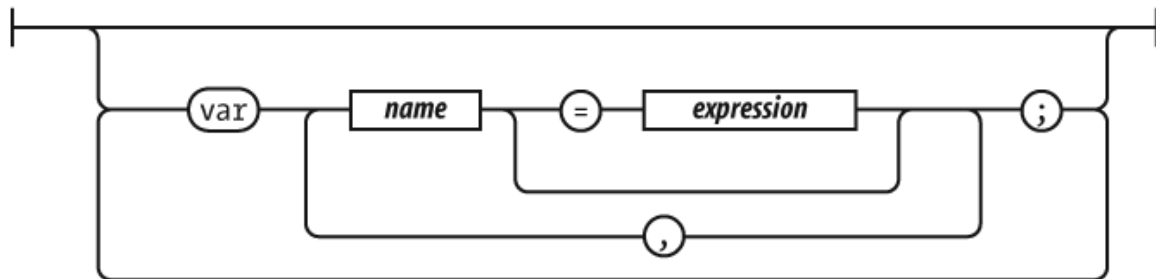 var name = expression ;
,